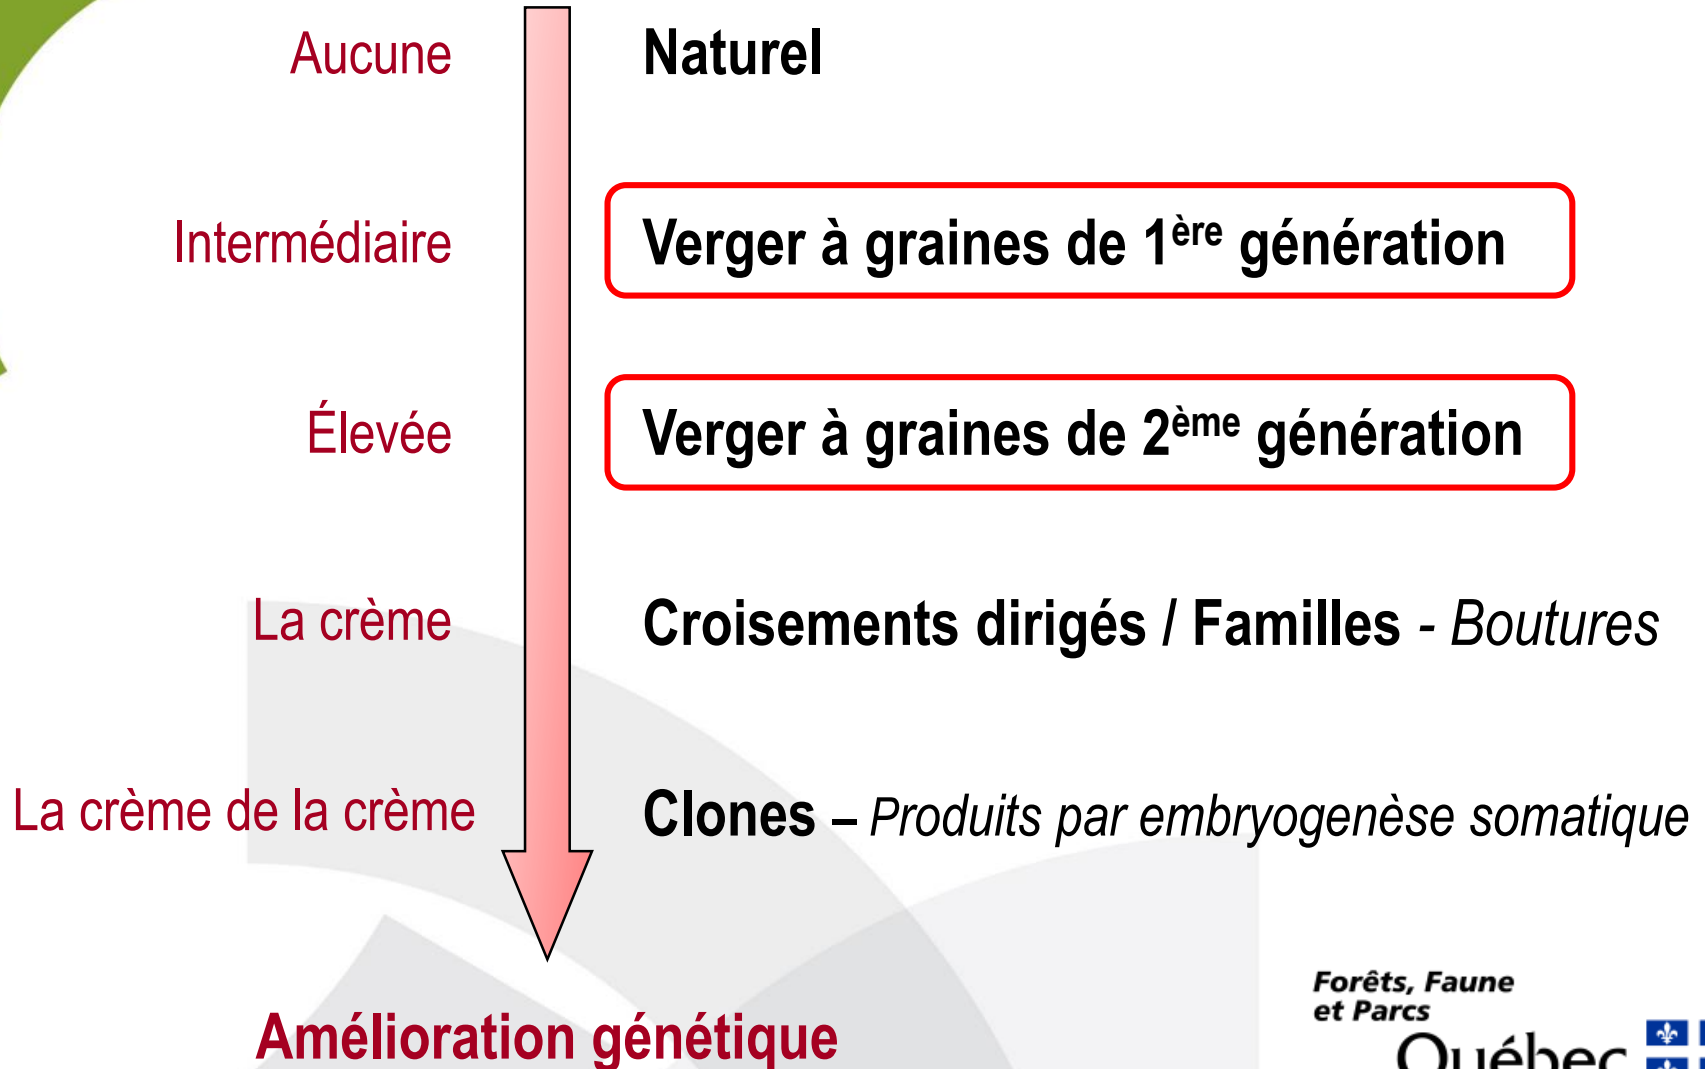 Aucune Naturel
Intermédiaire Verger à graines de 1ère génération
Élevée Verger à graines de 2ème génération
La crème Croisements dirigés / Familles - Boutures
La crème de la crème Clones – Produits par embryogenèse somatique
Amélioration génétique
Forêts, Faune
et Parcs
Québec